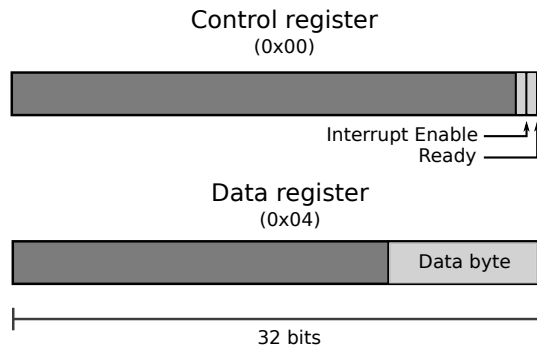 Control register
(0x00)
Interrupt Enable
Ready
Data register
(0x04)
Data byte
32 bits